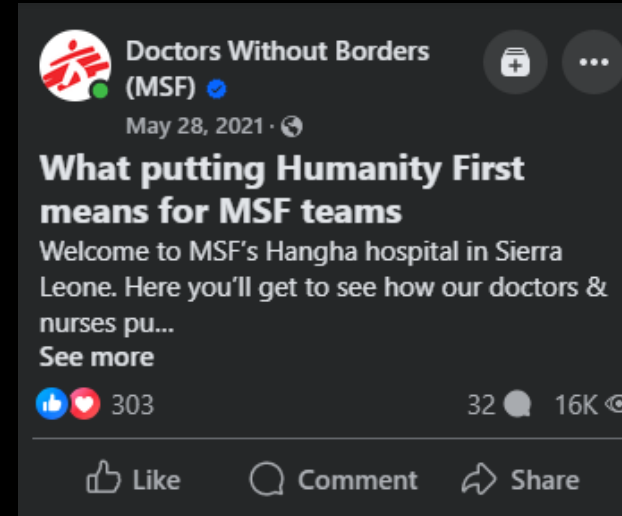 Doctors Without Borders
(MSF)
May 28, 2021 ·
What putting Humanity First
means for MSF teams
Welcome to MSF’s Hangha hospital in Sierra
Leone. Here you’ll get to see how our doctors &
nurses pu...
See more
303 32 16K
Like Comment Share